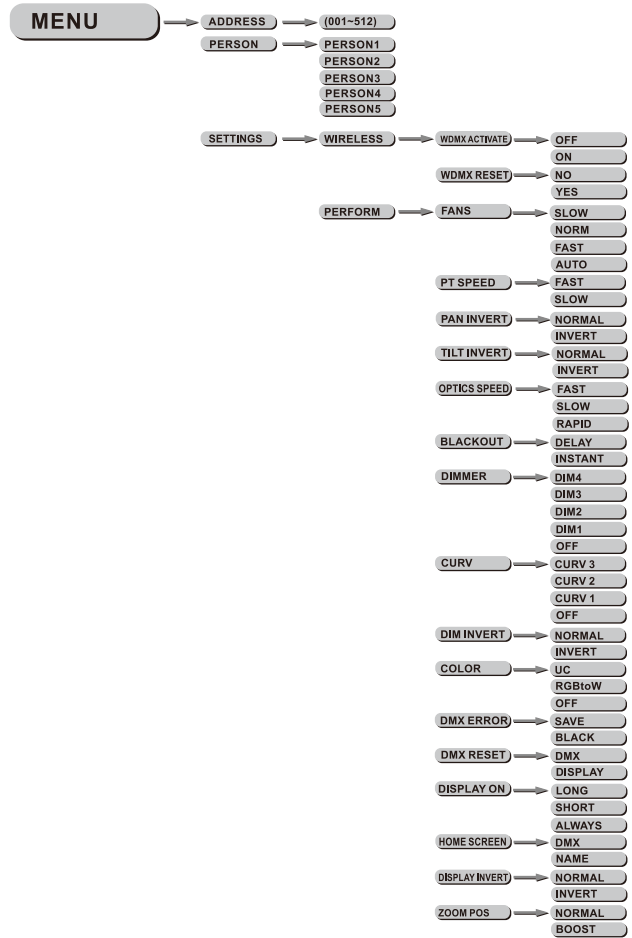 MENU ADDRESS (001~512)
PERSON PERSON1
PERSON2
PERSON3
PERSON4
PERSON5
SETTINGS WIRELESS WDMX ACTIVATE OFF
ON
WDMX RESET NO
YES
PERFORM FANS SLOW
NORM
FAST
AUTO
PT SPEED FAST
SLOW
PAN INVERT NORMAL
INVERT
TILT INVERT NORMAL
INVERT
OPTICS SPEED FAST
SLOW
RAPID
BLACKOUT DELAY
INSTANT
DIMMER DIM4
DIM3
DIM2
DIM1
OFF
CURV CURV 3
CURV 2
CURV 1
OFF
DIM INVERT NORMAL
INVERT
COLOR UC
RGBtoW
OFF
DMX ERROR SAVE
BLACK
DMX RESET DMX
DISPLAY
DISPLAY ON LONG
SHORT
ALWAYS
HOME SCREEN DMX
NAME
DISPLAY INVERT NORMAL
INVERT
ZOOM POS NORMAL
BOOST